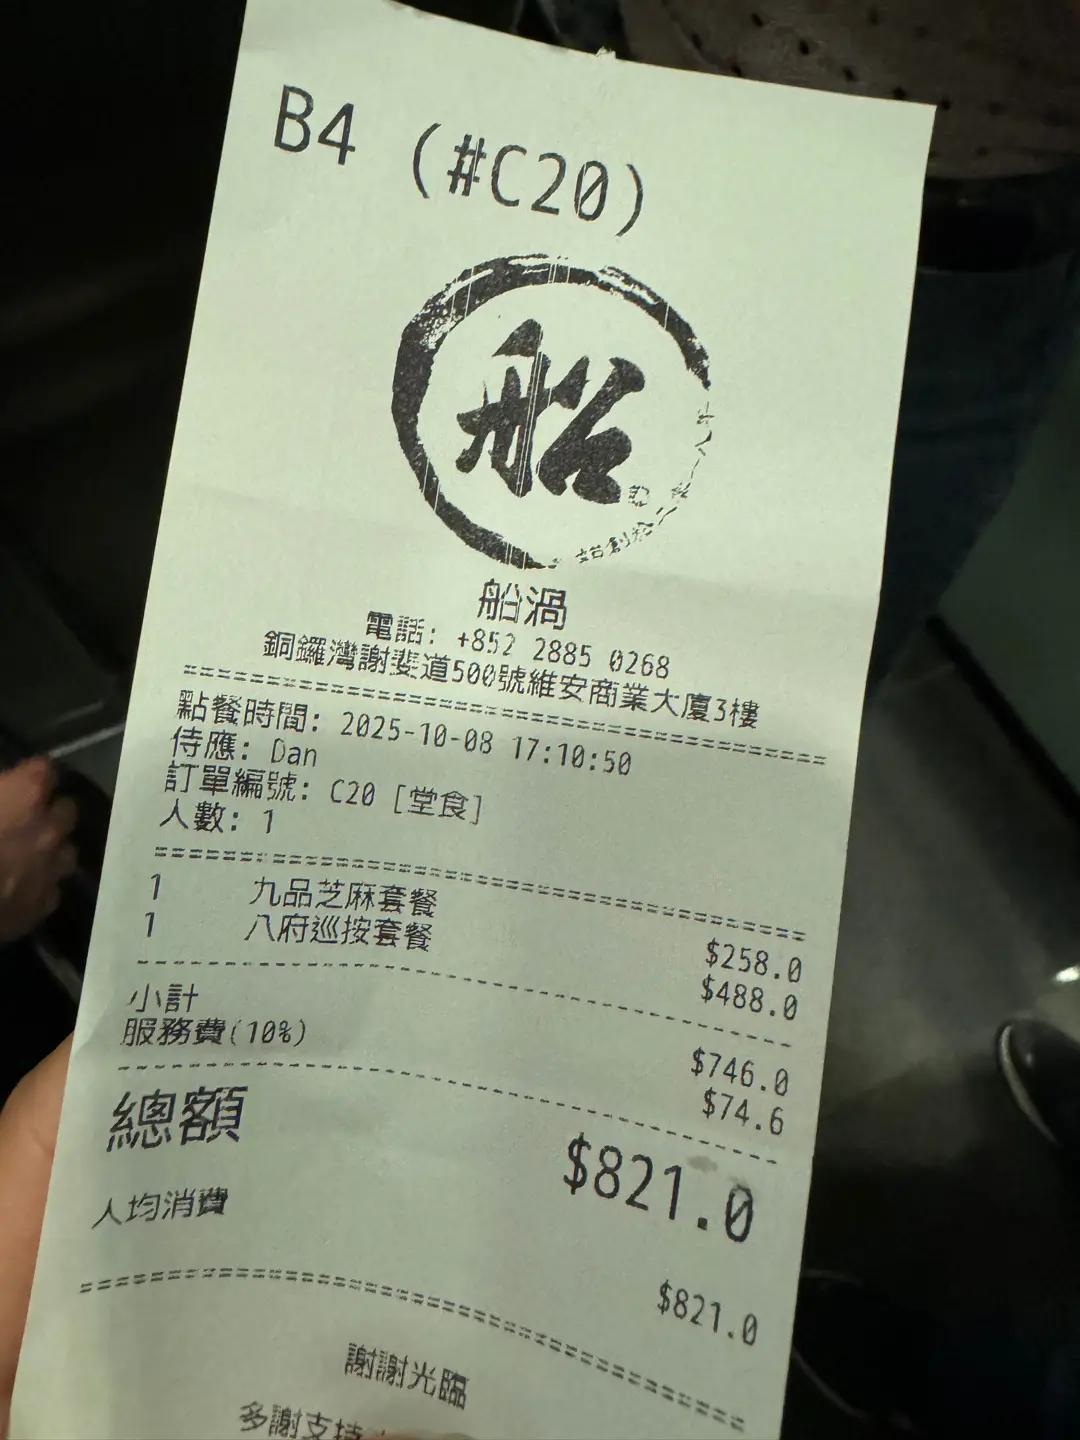 B4 (#C20)
船
船渦
電話: +852 2885 0268
銅鑼灣謝斐道500號維安商業大廈3樓
點餐時間: 2025-10-08 17:10:50
侍應: Dan
訂單編號: C20 [堂食]
人數: 1
1 九品芝麻套餐 $258.0
1 八府巡按套餐 $488.0
小計 $746.0
服務費(10%) $74.6
總額 $821.0
人均消費 $821.0
謝謝光臨
多謝支持